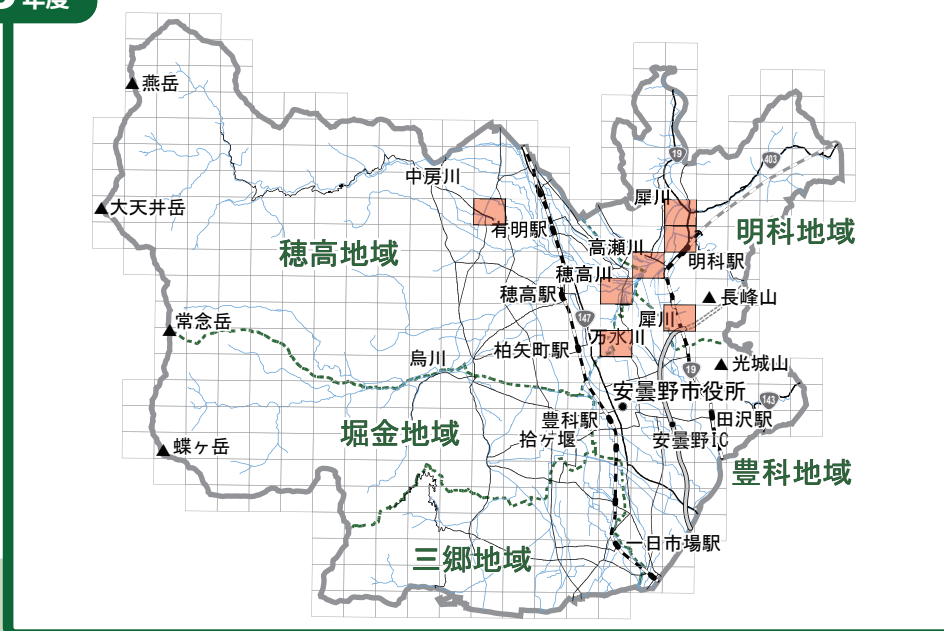 年度
燕岳
19
403
中房川
犀川
大天井岳
有明駅
明科地域
穂高地域
高瀬川
明科駅
穂高川
穂高駅
長峰山
常念岳
147
犀川
万水川
烏川
柏矢町駅
光城山
19
安曇野市役所
143
豊科駅
田沢駅
堀金地域
拾ヶ堰
安曇野IC
蝶ヶ岳
豊科地域
一日市場駅
三郷地域